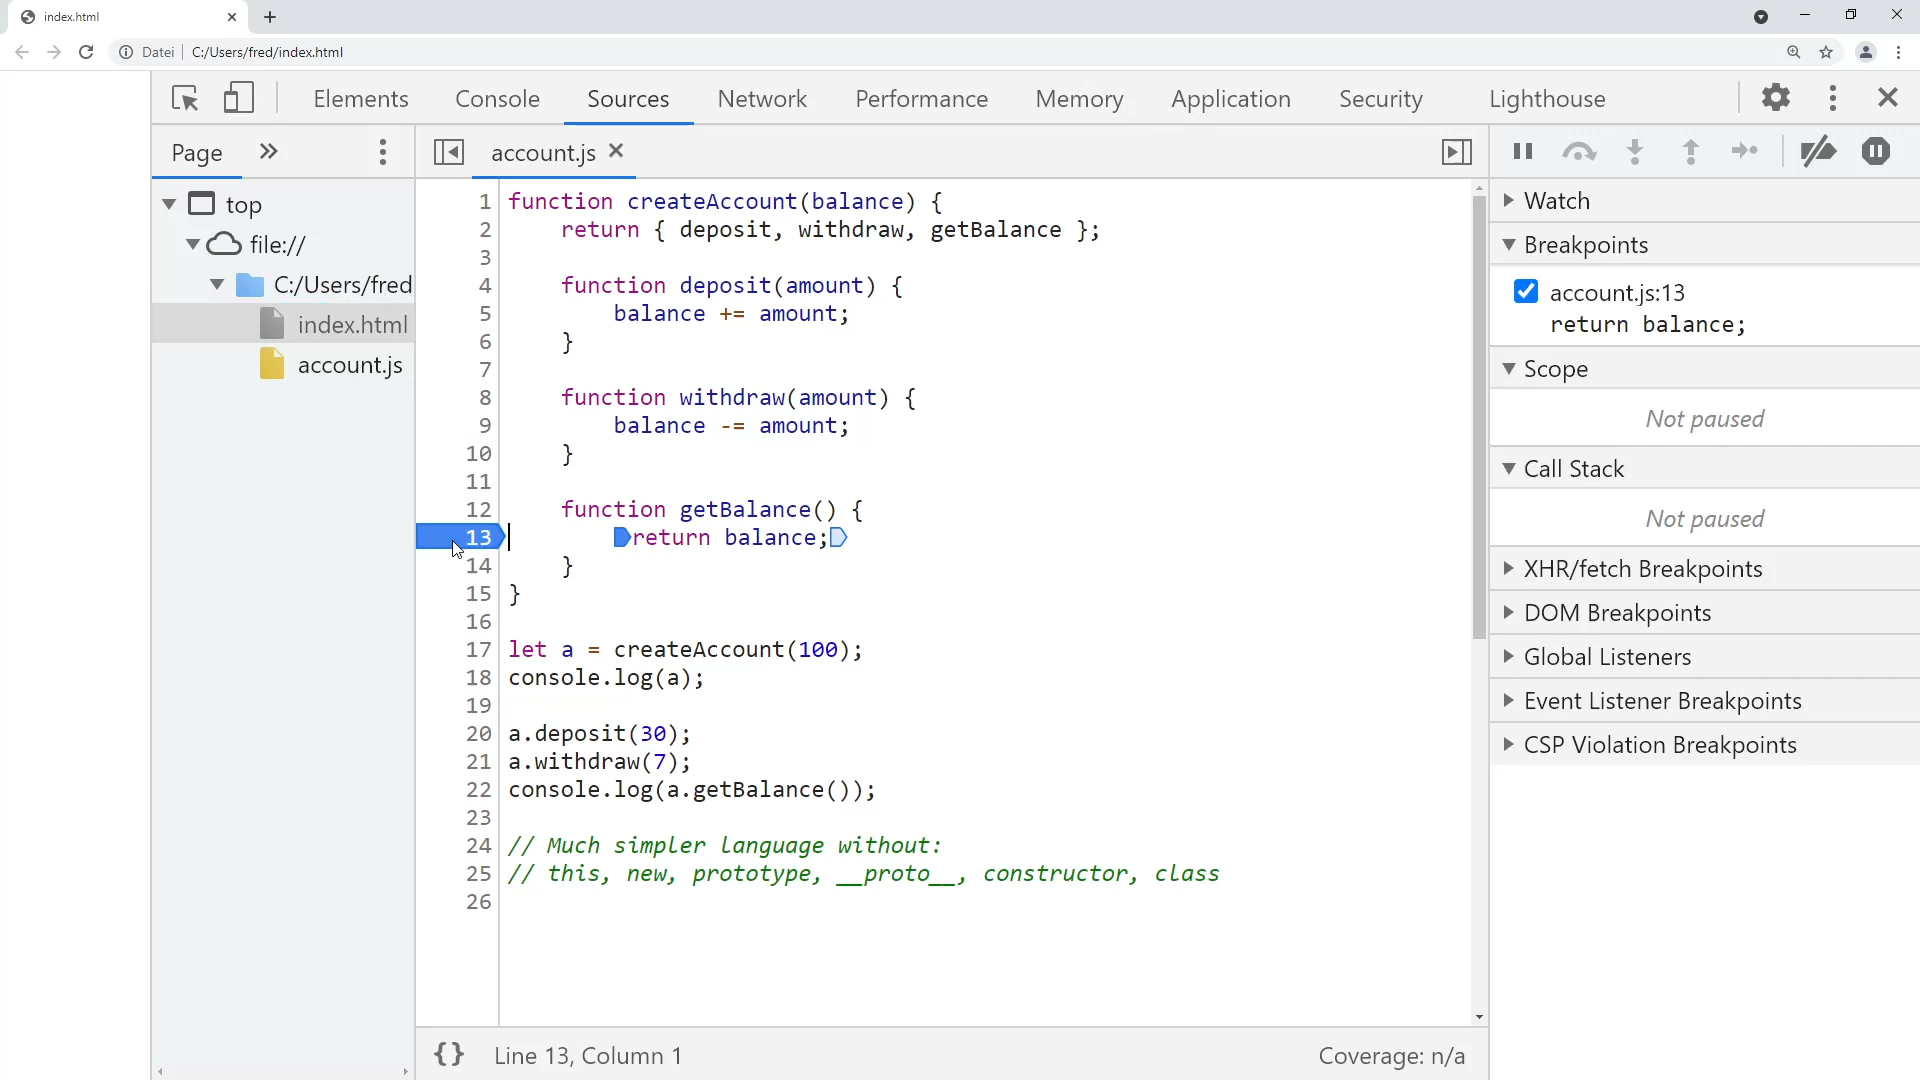 index.html
Datei C:/Users/fred/index.html
Elements Console Sources Network Performance Memory Application Security Lighthouse
Page
account.js
top
file://
C:/Users/fred
index.html
account.js
1 function createAccount(balance) {
2 return { deposit, withdraw, getBalance };
3
4 function deposit(amount) {
5 balance += amount;
6 }
7
8 function withdraw(amount) {
9 balance -= amount;
10 }
11
12 function getBalance() {
13 return balance;
14 }
15 }
16
17 let a = createAccount(100);
18 console.log(a);
19
20 a.deposit(30);
21 a.withdraw(7);
22 console.log(a.getBalance());
23
24 // Much simpler language without:
25 // this, new, prototype, __proto__, constructor, class
26
{} Line 13, Column 1
Coverage: n/a
Watch
Breakpoints
account.js:13
return balance;
Scope
Not paused
Call Stack
Not paused
XHR/fetch Breakpoints
DOM Breakpoints
Global Listeners
Event Listener Breakpoints
CSP Violation Breakpoints